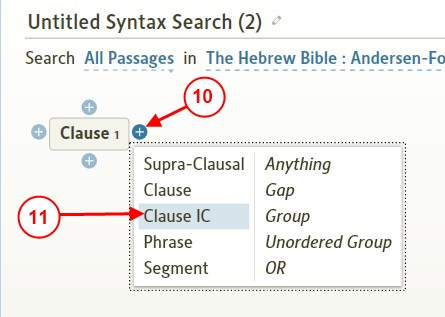 Untitled Syntax Search (2)
Search All Passages in The Hebrew Bible : Andersen-Fo
10
Clause 1
11
Supra-Clausal Anything
Clause Gap
Clause IC Group
Phrase Unordered Group
Segment OR